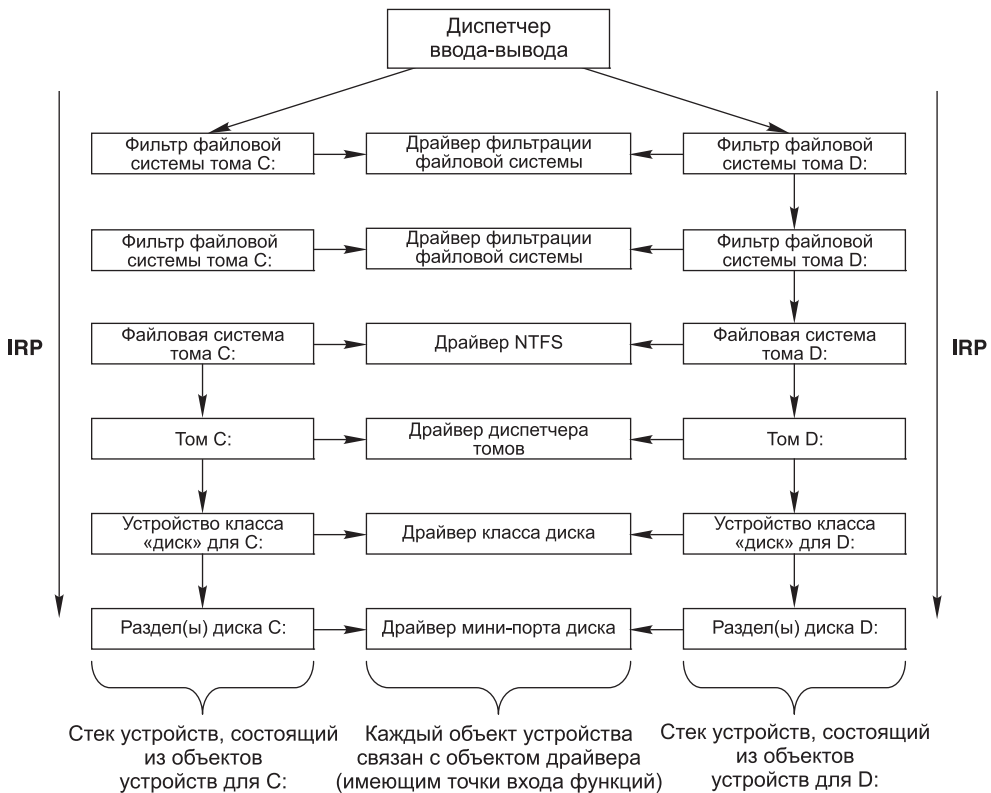 Диспетчер
ввода-вывода
Фильтр файловой
системы тома C:
Драйвер фильтрации
файловой системы
Фильтр файловой
системы тома D:
Фильтр файловой
системы тома C:
Драйвер фильтрации
файловой системы
Фильтр файловой
системы тома D:
IRP
Файловая система
тома C:
Драйвер NTFS
Файловая система
тома D:
IRP
Том C:
Драйвер диспетчера
томов
Том D:
Устройство класса
«диск» для C:
Драйвер класса диска
Устройство класса
«диск» для D:
Раздел(ы) диска C:
Драйвер мини-порта диска
Раздел(ы) диска D:
Стек устройств, состоящий
из объектов
устройств для C:
Каждый объект устройства
связан с объектом драйвера
(имеющим точки входа функций)
Стек устройств, состоящий
из объектов
устройств для D: